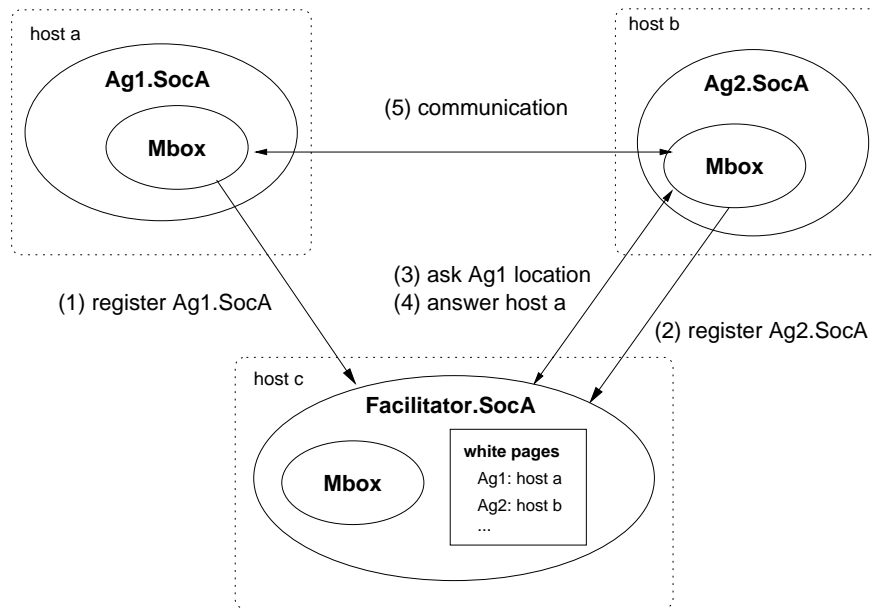 host a
host b
Ag1.SocA
Ag2.SocA
(5) communication
Mbox
Mbox
(3) ask Ag1 location
(4) answer host a
(1) register Ag1.SocA
(2) register Ag2.SocA
host c
Facilitator.SocA
white pages
Mbox
Ag1: host a
Ag2: host b
...